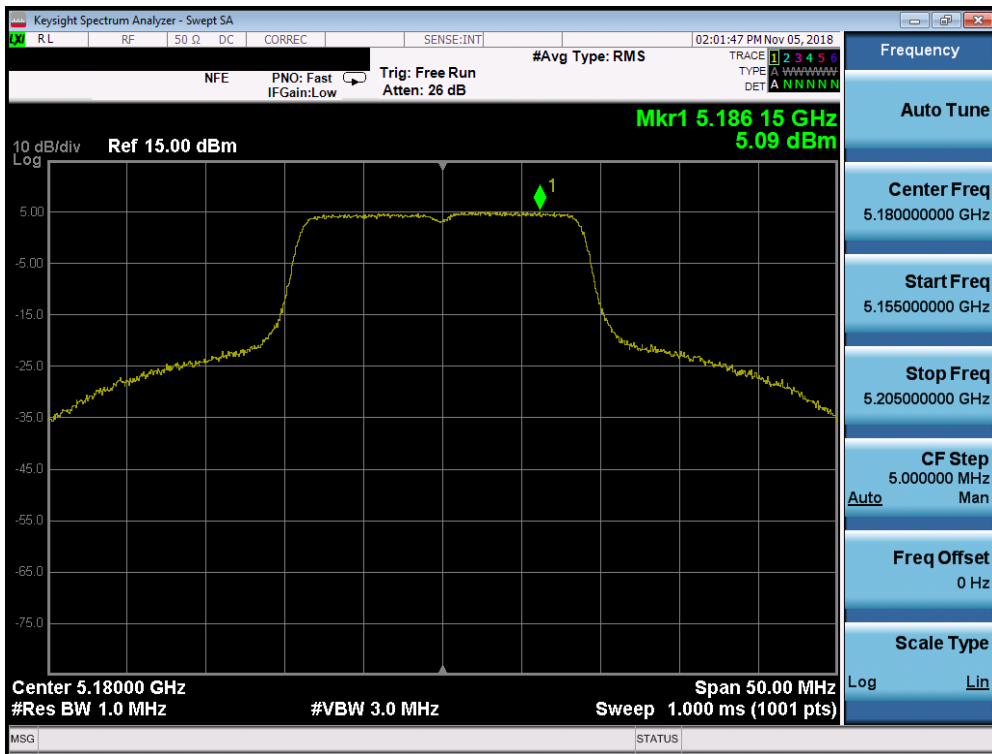 Keysight Spectrum Analyzer - Swept SA
LXI RL RF 50 Ω DC CORREC SENSE:INT 02:01:47 PM Nov 05, 2018
NFE PNO: Fast IFGain:Low Trig: Free Run Atten: 26 dB #Avg Type: RMS
TRACE 1 2 3 4 5 6
TYPE A WWWWW
DET A N N N N N
Mkr1 5.186 15 GHz
5.09 dBm
10 dB/div Ref 15.00 dBm
Log
1
5.00
-5.00
-15.0
-25.0
-35.0
-45.0
-55.0
-65.0
-75.0
Center 5.18000 GHz Span 50.00 MHz
#Res BW 1.0 MHz #VBW 3.0 MHz Sweep 1.000 ms (1001 pts)
MSG STATUS
Frequency
Auto Tune
Center Freq
5.180000000 GHz
Start Freq
5.155000000 GHz
Stop Freq
5.205000000 GHz
CF Step
5.000000 MHz
Auto Man
Freq Offset
0 Hz
Scale Type
Log Lin